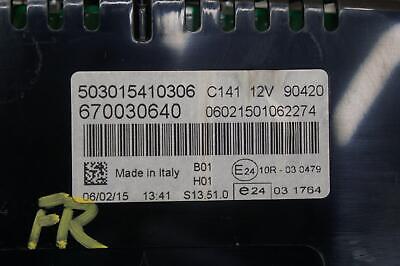 503015410306 C141 12V 90420
670030640 06021501062274
Made in Italy B01 H01
E24 10R - 03 0479
06/02/15 13:41 S13.51.0 e24 03 1764
FR